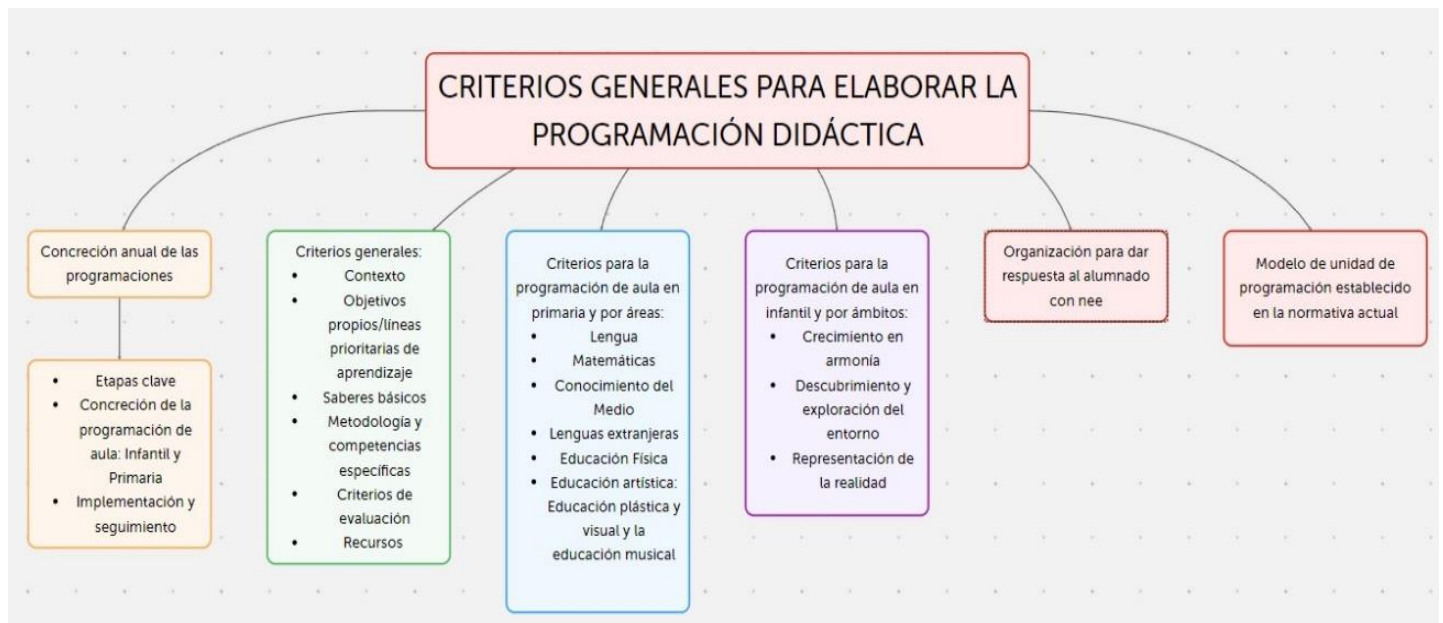 CRITERIOS GENERALES PARA ELABORAR LA
PROGRAMACIÓN DIDÁCTICA
Concreción anual de las
programaciones
• Etapas clave
• Concreción de la
programación de
aula: Infantil y
Primaria
• Implementación y
seguimiento
Criterios generales:
• Contexto
• Objetivos
propios/líneas
prioritarias de
aprendizaje
• Saberes básicos
• Metodología y
competencias
específicas
• Criterios de
evaluación
• Recursos
Criterios para la
programación de aula en
primaria y por áreas:
• Lengua
• Matemáticas
• Conocimiento del
Medio
• Lenguas extranjeras
• Educación Física
• Educación artística:
Educación plástica y
visual y la
educación musical
Criterios para la
programación de aula en
infantil y por ámbitos:
• Crecimiento en
armonía
• Descubrimiento y
exploración del
entorno
• Representación de
la realidad
Organización para dar
respuesta al alumnado
con nee
Modelo de unidad de
programación establecido
en la normativa actual